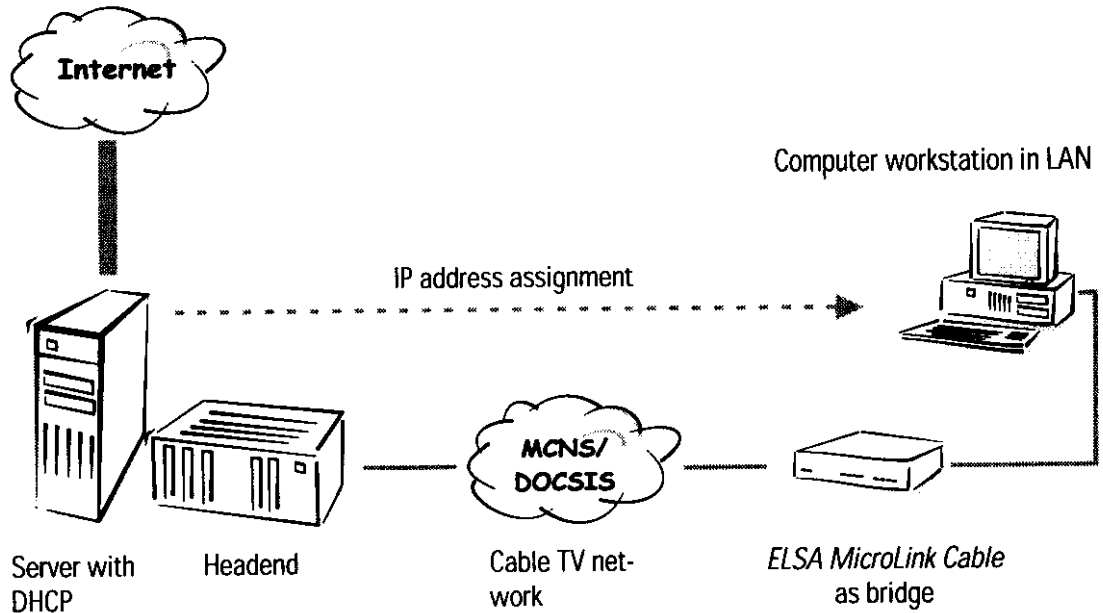 Internet
Computer workstation in LAN
IP address assignment
MCNS/
DOCSIS
Server with
DHCP
Headend
Cable TV net-
work
ELSA MicroLink Cable
as bridge